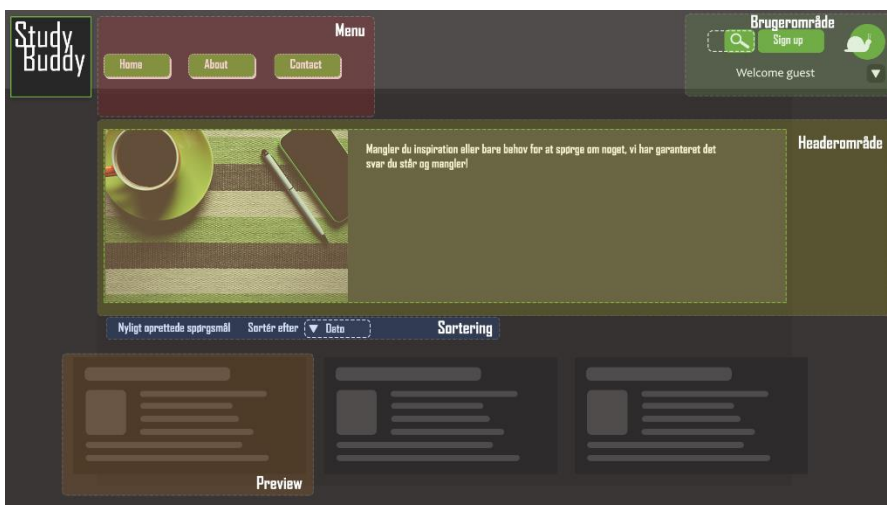 Study
Buddy
Menu
Home
About
Contact
Brugerområde
Sign up
Welcome guest
Headerområde
Mangler du inspiration eller bare behov for at spørge om noget, vi har garanteret det
svar du står og mangler!
Nyligt oprettede spørgsmål
Sortér efter
Dato
Sortering
Preview